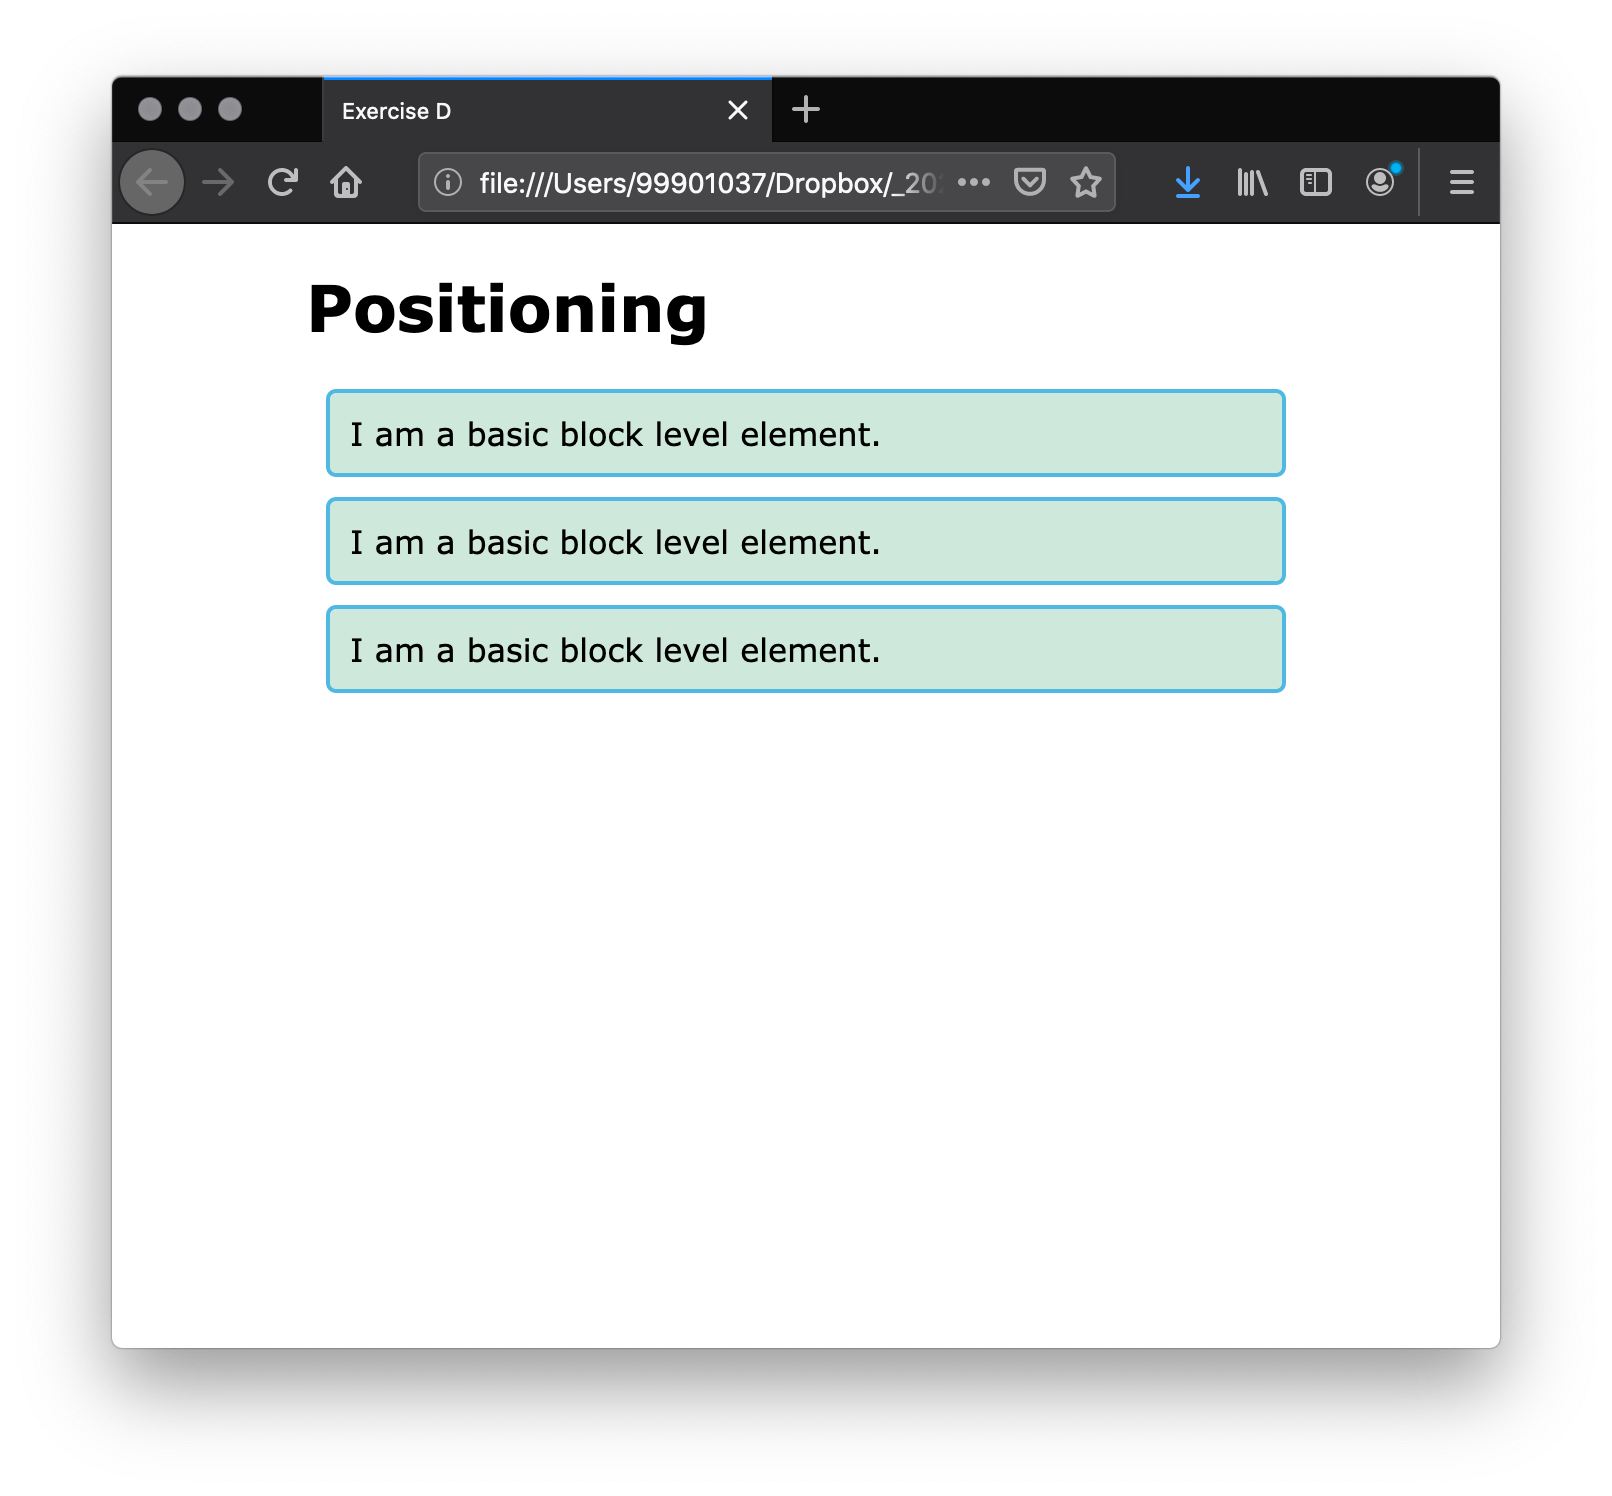 Exercise D
file:///Users/99901037/Dropbox/_20
Positioning
I am a basic block level element.
I am a basic block level element.
I am a basic block level element.